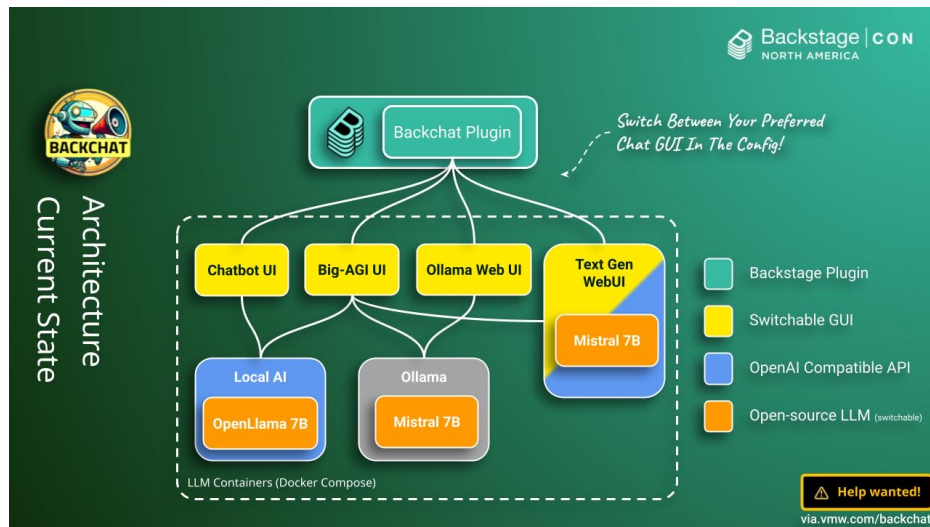 Backstage | CON
NORTH AMERICA
BACKCHAT
Architecture
Current State
Backchat Plugin
Switch Between Your Preferred
Chat GUI In The Config!
Chatbot UI
Big-AGI UI
Ollama Web UI
Text Gen
WebUI
Mistral 7B
Local AI
OpenLlama 7B
Ollama
Mistral 7B
LLM Containers (Docker Compose)
Backstage Plugin
Switchable GUI
OpenAI Compatible API
Open-source LLM (switchable)
Help wanted!
via.vmw.com/backchat